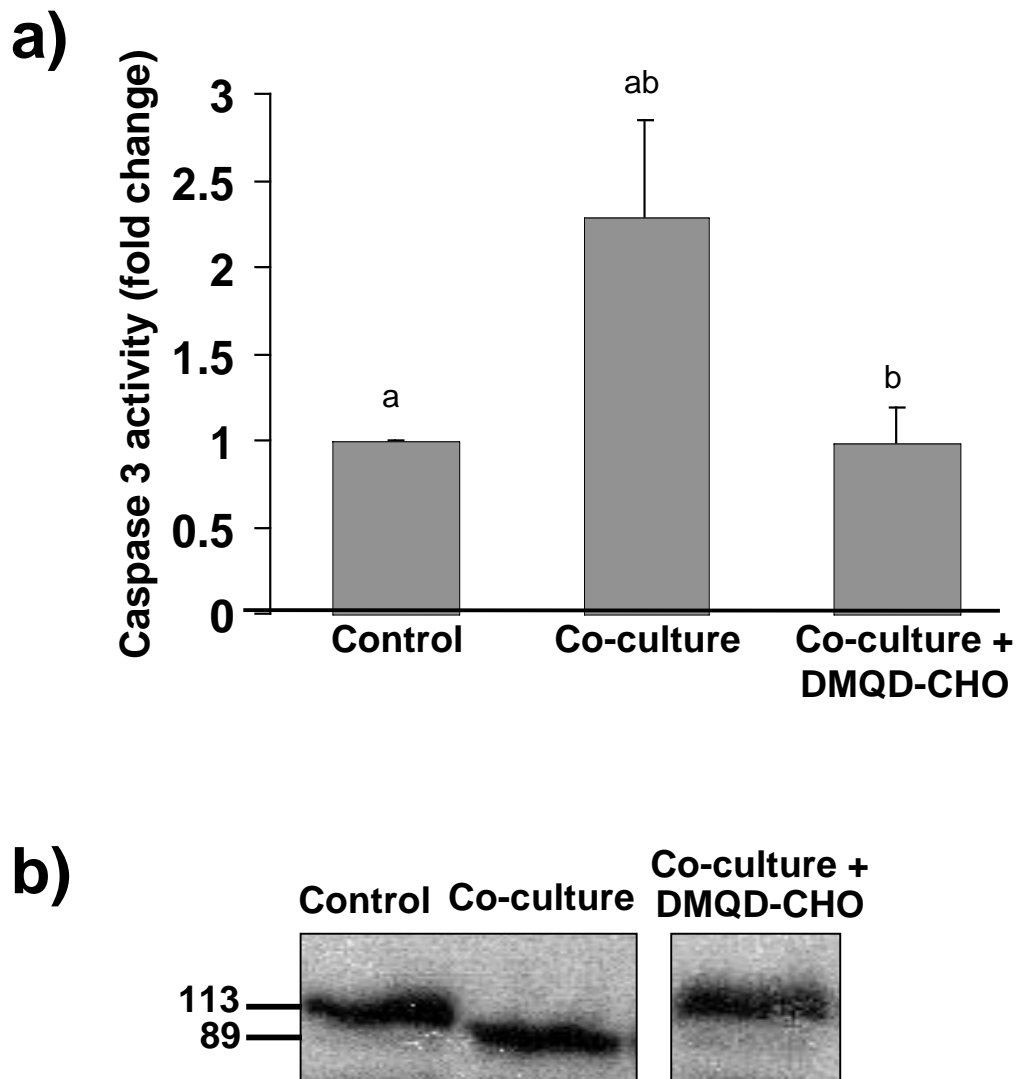 a)
Caspase 3 activity (fold change)
3
2.5
2
1.5
1
0.5
0
a
ab
b
Control
Co-culture
Co-culture +
DMQD-CHO
b)
Control
Co-culture
Co-culture +
DMQD-CHO
113
89